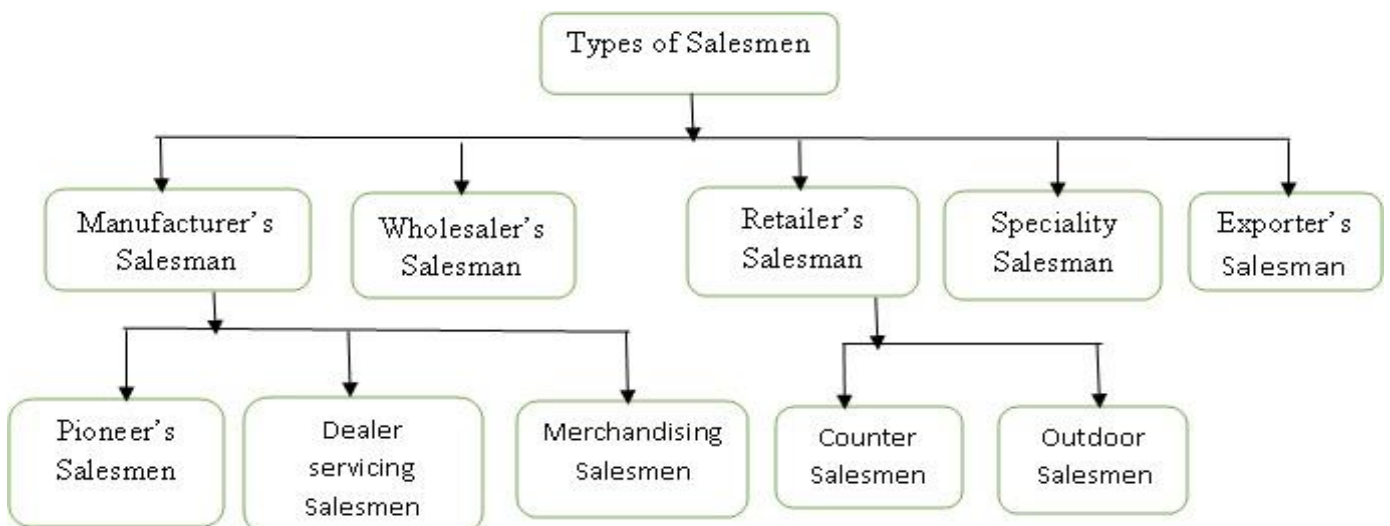 Types of Salesmen
Manufacturer's
Salesman
Wholesaler's
Salesman
Retailer's
Salesman
Speciality
Salesman
Exporter's
Salesman
Pioneer's
Salesmen
Dealer
servicing
Salesmen
Merchandising
Salesmen
Counter
Salesmen
Outdoor
Salesmen